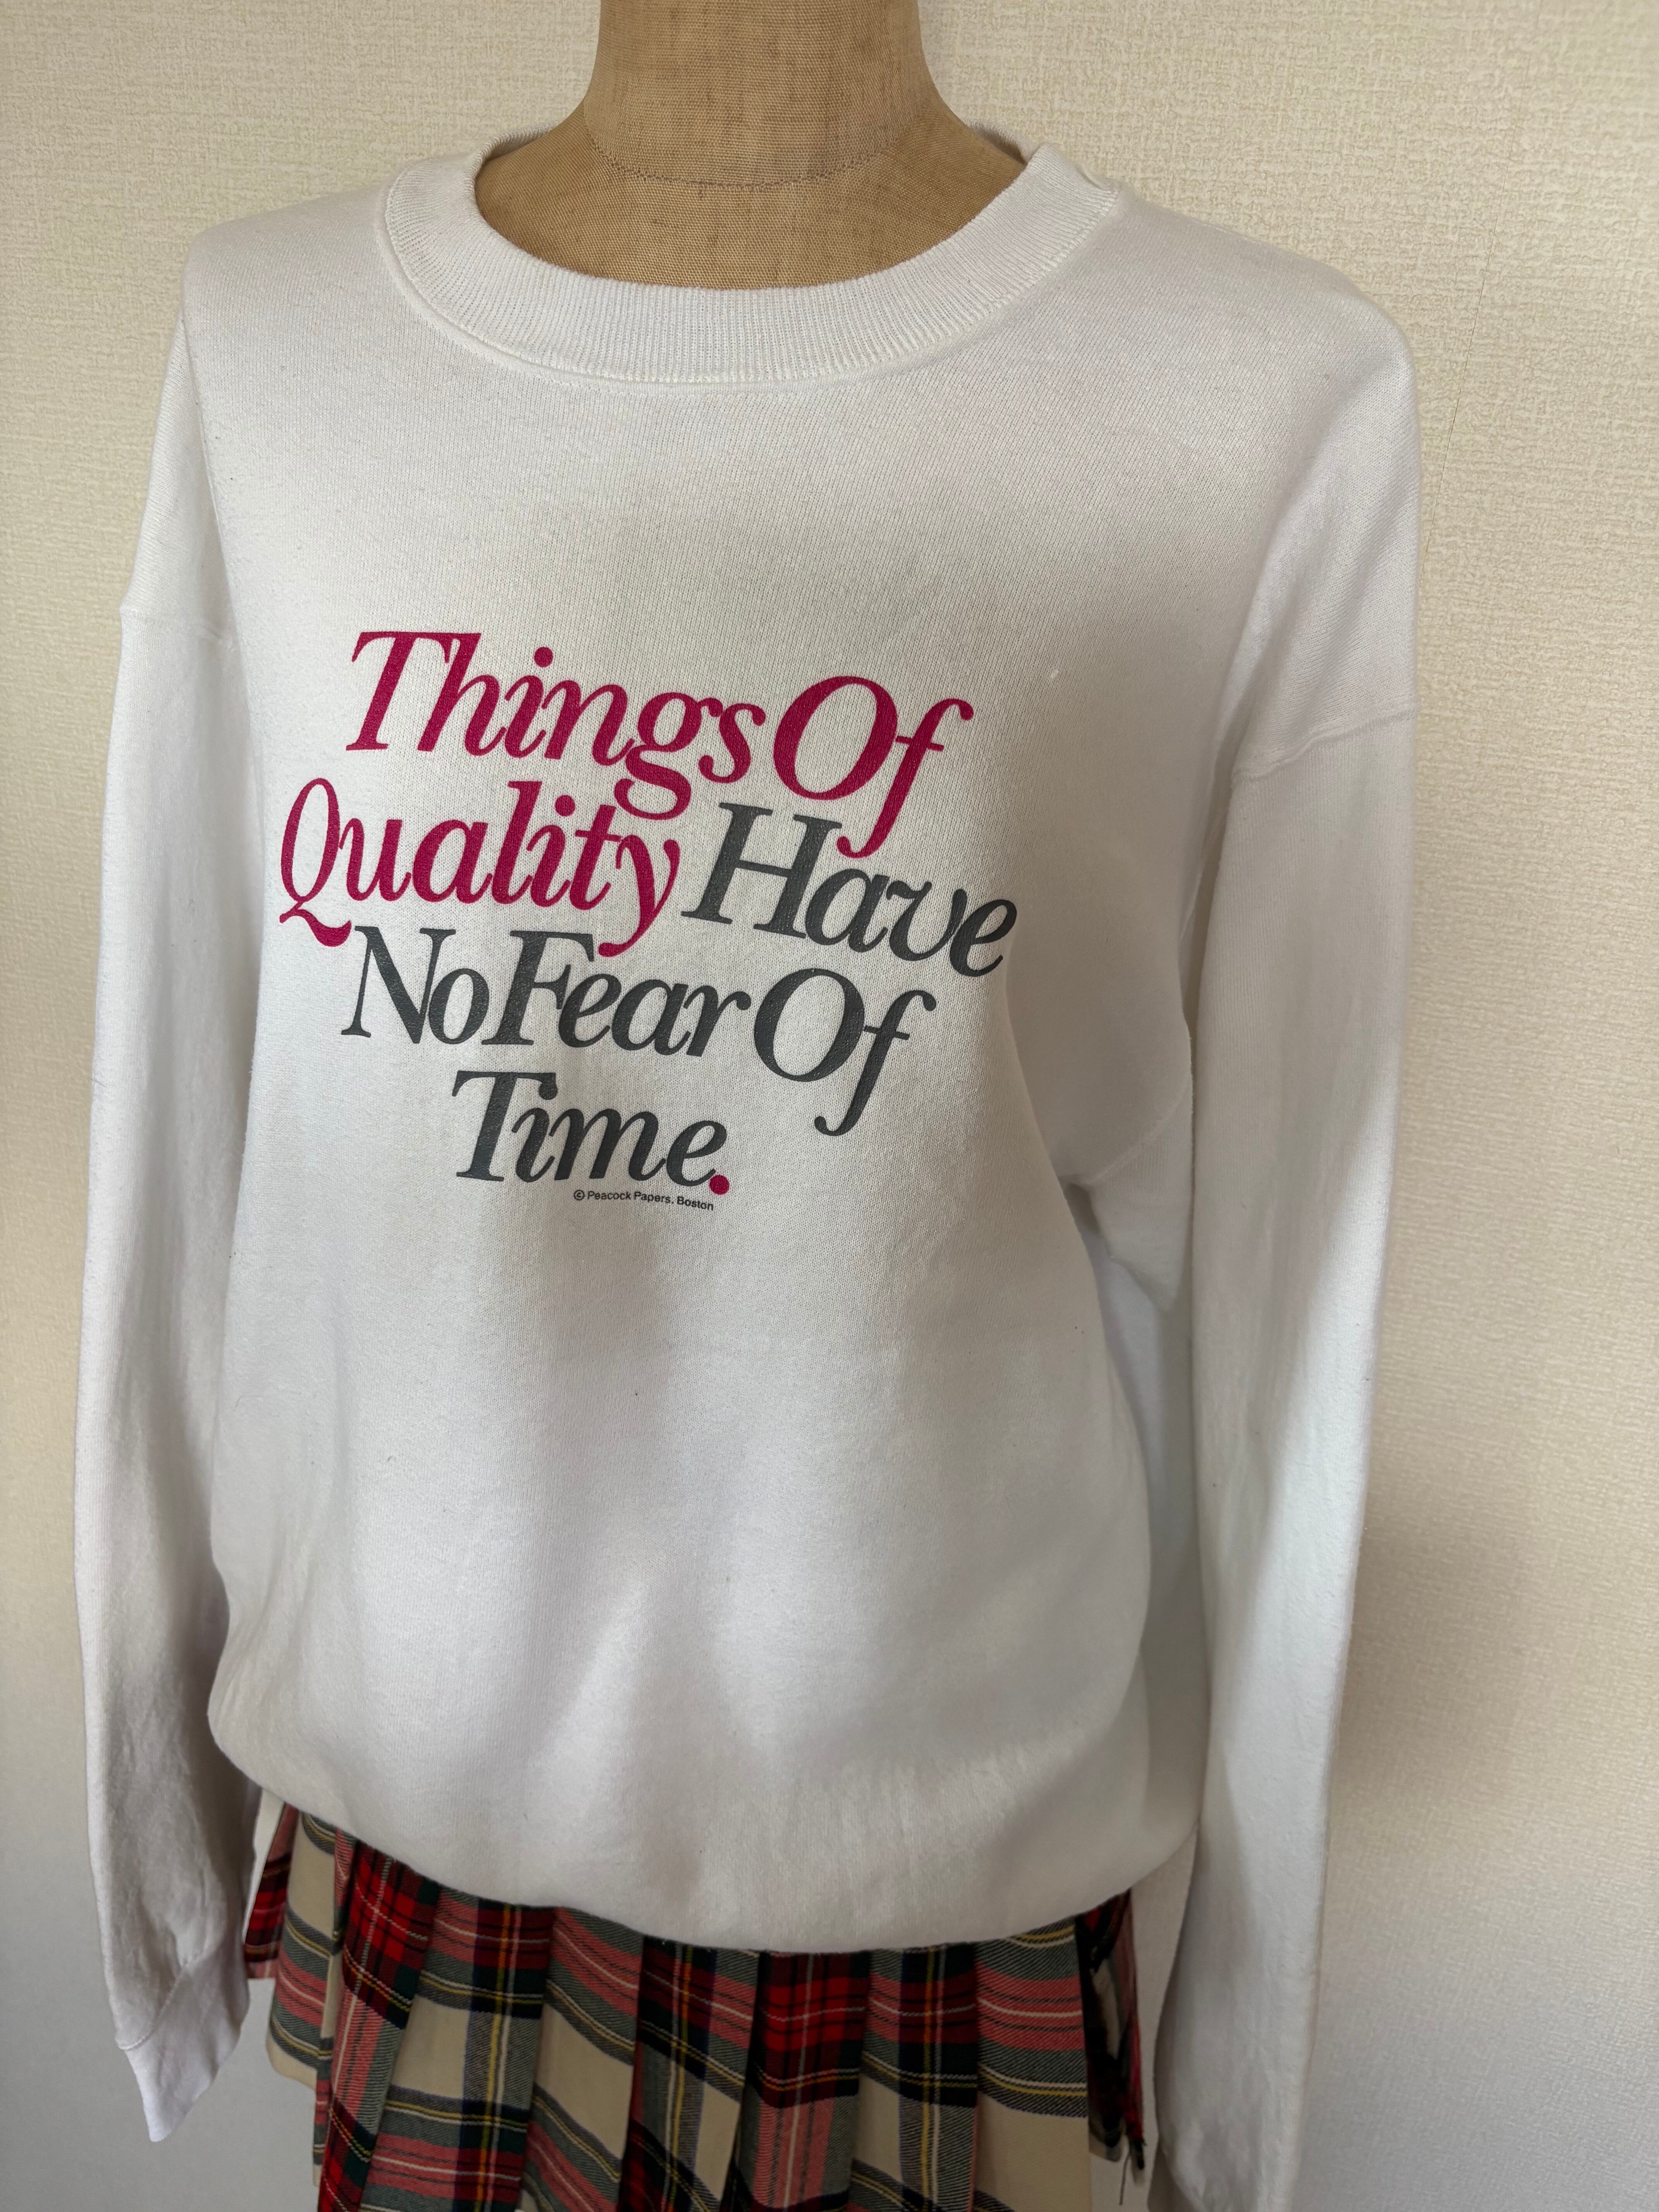 Things Of
Quality Have
No Fear Of
Time.
© Peacock Papers, Boston